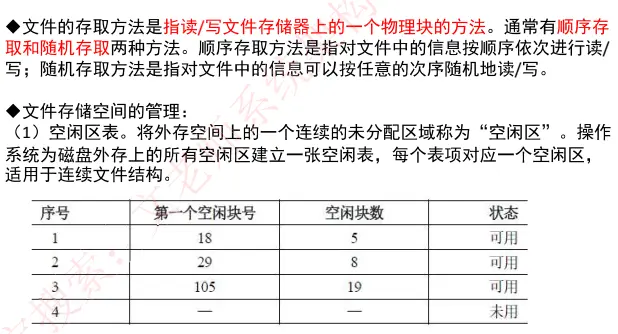 ◆文件的存取方法是指读/写文件存储器上的一个物理块的方法。通常有顺序存
取和随机存取两种方法。顺序存取方法是指对文件中的信息按顺序依次进行读/
写；随机存取方法是指对文件中的信息可以按任意的次序随机地读/写。
◆文件存储空间的管理：
（1）空闲区表。将外存空间上的一个连续的未分配区域称为“空闲区”。操作
系统为磁盘外存上的所有空闲区建立一张空闲表，每个表项对应一个空闲区，
适用于连续文件结构。
序号 第一个空闲块号 空闲块数 状态
1 18 5 可用
2 29 8 可用
3 105 19 可用
4 — — 未用